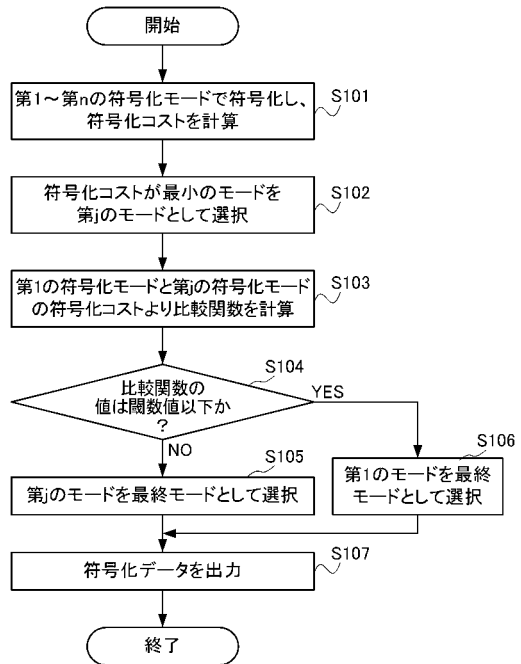 開始
第1～第nの符号化モードで符号化し、
符号化コストを計算
S101
符号化コストが最小のモードを
第jのモードとして選択
S102
第1の符号化モードと第jの符号化モード
の符号化コストより比較関数を計算
S103
比較関数の
値は閾数値以下か
?
S104
YES
NO
第jのモードを最終モードとして選択
S105
第1のモードを最終
モードとして選択
S106
符号化データを出力
S107
終了